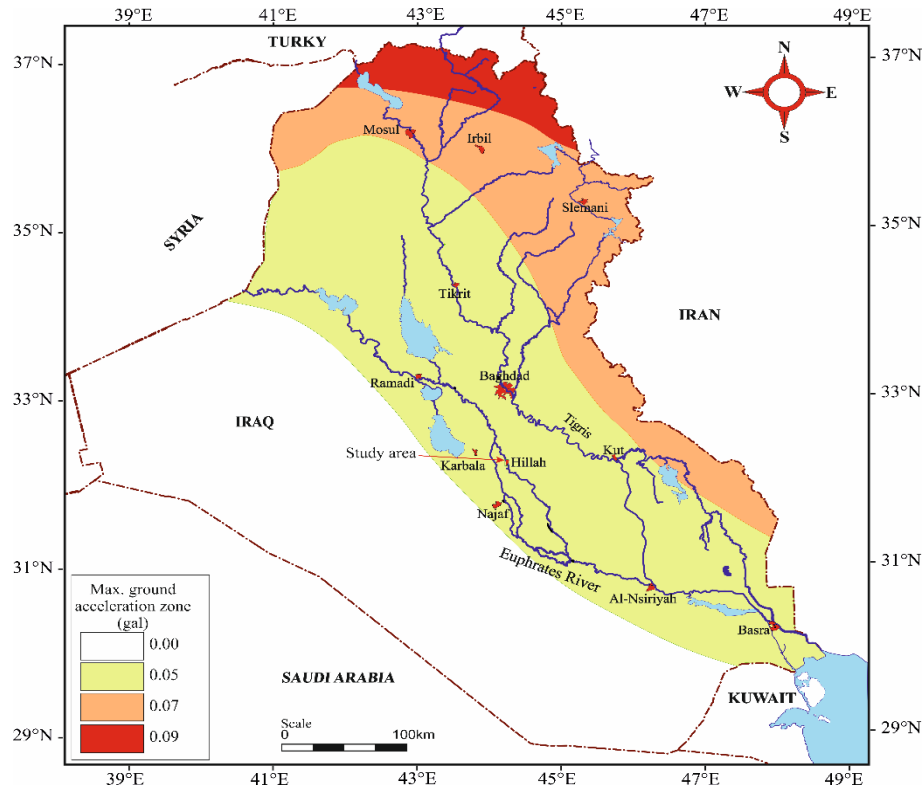 39°E 41°E 43°E 45°E 47°E 49°E
TURKY
37°N
37°N
N
W E
S
Mosul
Irbil
Slemani
35°N
35°N
SYRIA
Tikrit
IRAN
Baghdad
33°N
33°N
Ramadi
Tigris
IRAQ
Kut
Study area
Karbala
Hillah
Najaf
31°N
31°N
Euphrates River
Al-Nsiriyah
Max. ground
acceleration zone
(gal)
0.00
0.05
0.07
0.09
Basra
SAUDI ARABIA
KUWAIT
Scale
0 100km
29°N
29°N
39°E 41°E 43°E 45°E 47°E 49°E